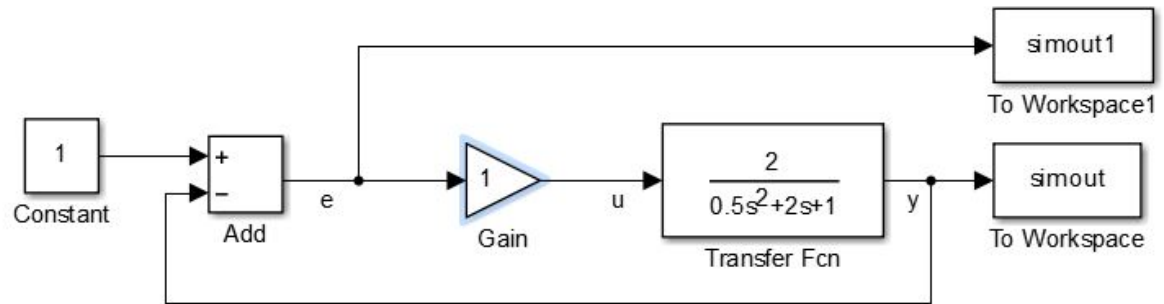 simout1
To Workspace1
1
Constant
+
−
Add
e
1
Gain
u
2
0.5s²+2s+1
Transfer Fcn
y
simout
To Workspace